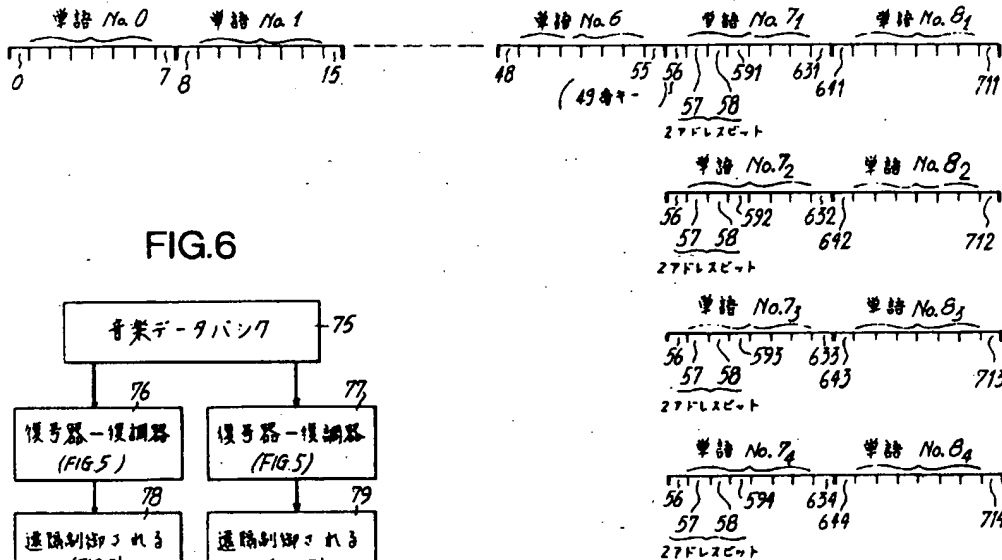 単語 No.0 単語 No.1 単語 No.6 単語 No.7₁ 単語 No.8₁
0 7 8 15 48 55 56 57 58 591 631 641 711
(49番キー)
2アドレスビット
単語 No.7₂ 単語 No.8₂
56 57 58 592 632 642 712
2アドレスビット
単語 No.7₃ 単語 No.8₃
56 57 58 593 633 643 713
2アドレスビット
単語 No.7₄ 単語 No.8₄
56 57 58 594 634 644 714
2アドレスビット
FIG.6
音楽データバンク 75
76 77
復号器-復調器 復号器-復調器
(FIG.5) (FIG.5)
78 79
遠隔制御される 遠隔制御される